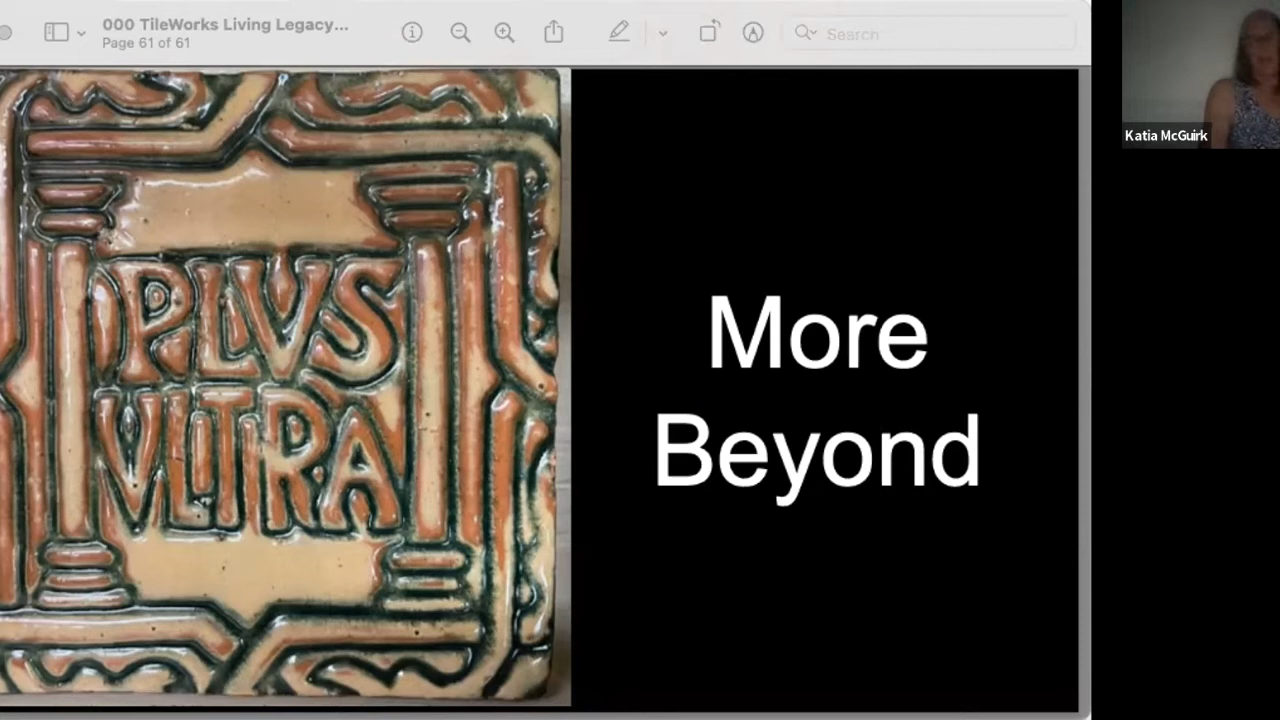 000 TileWorks Living Legacy...
Page 61 of 61
Search
Katia McGuirk
PLVS
VLTRA
More
Beyond